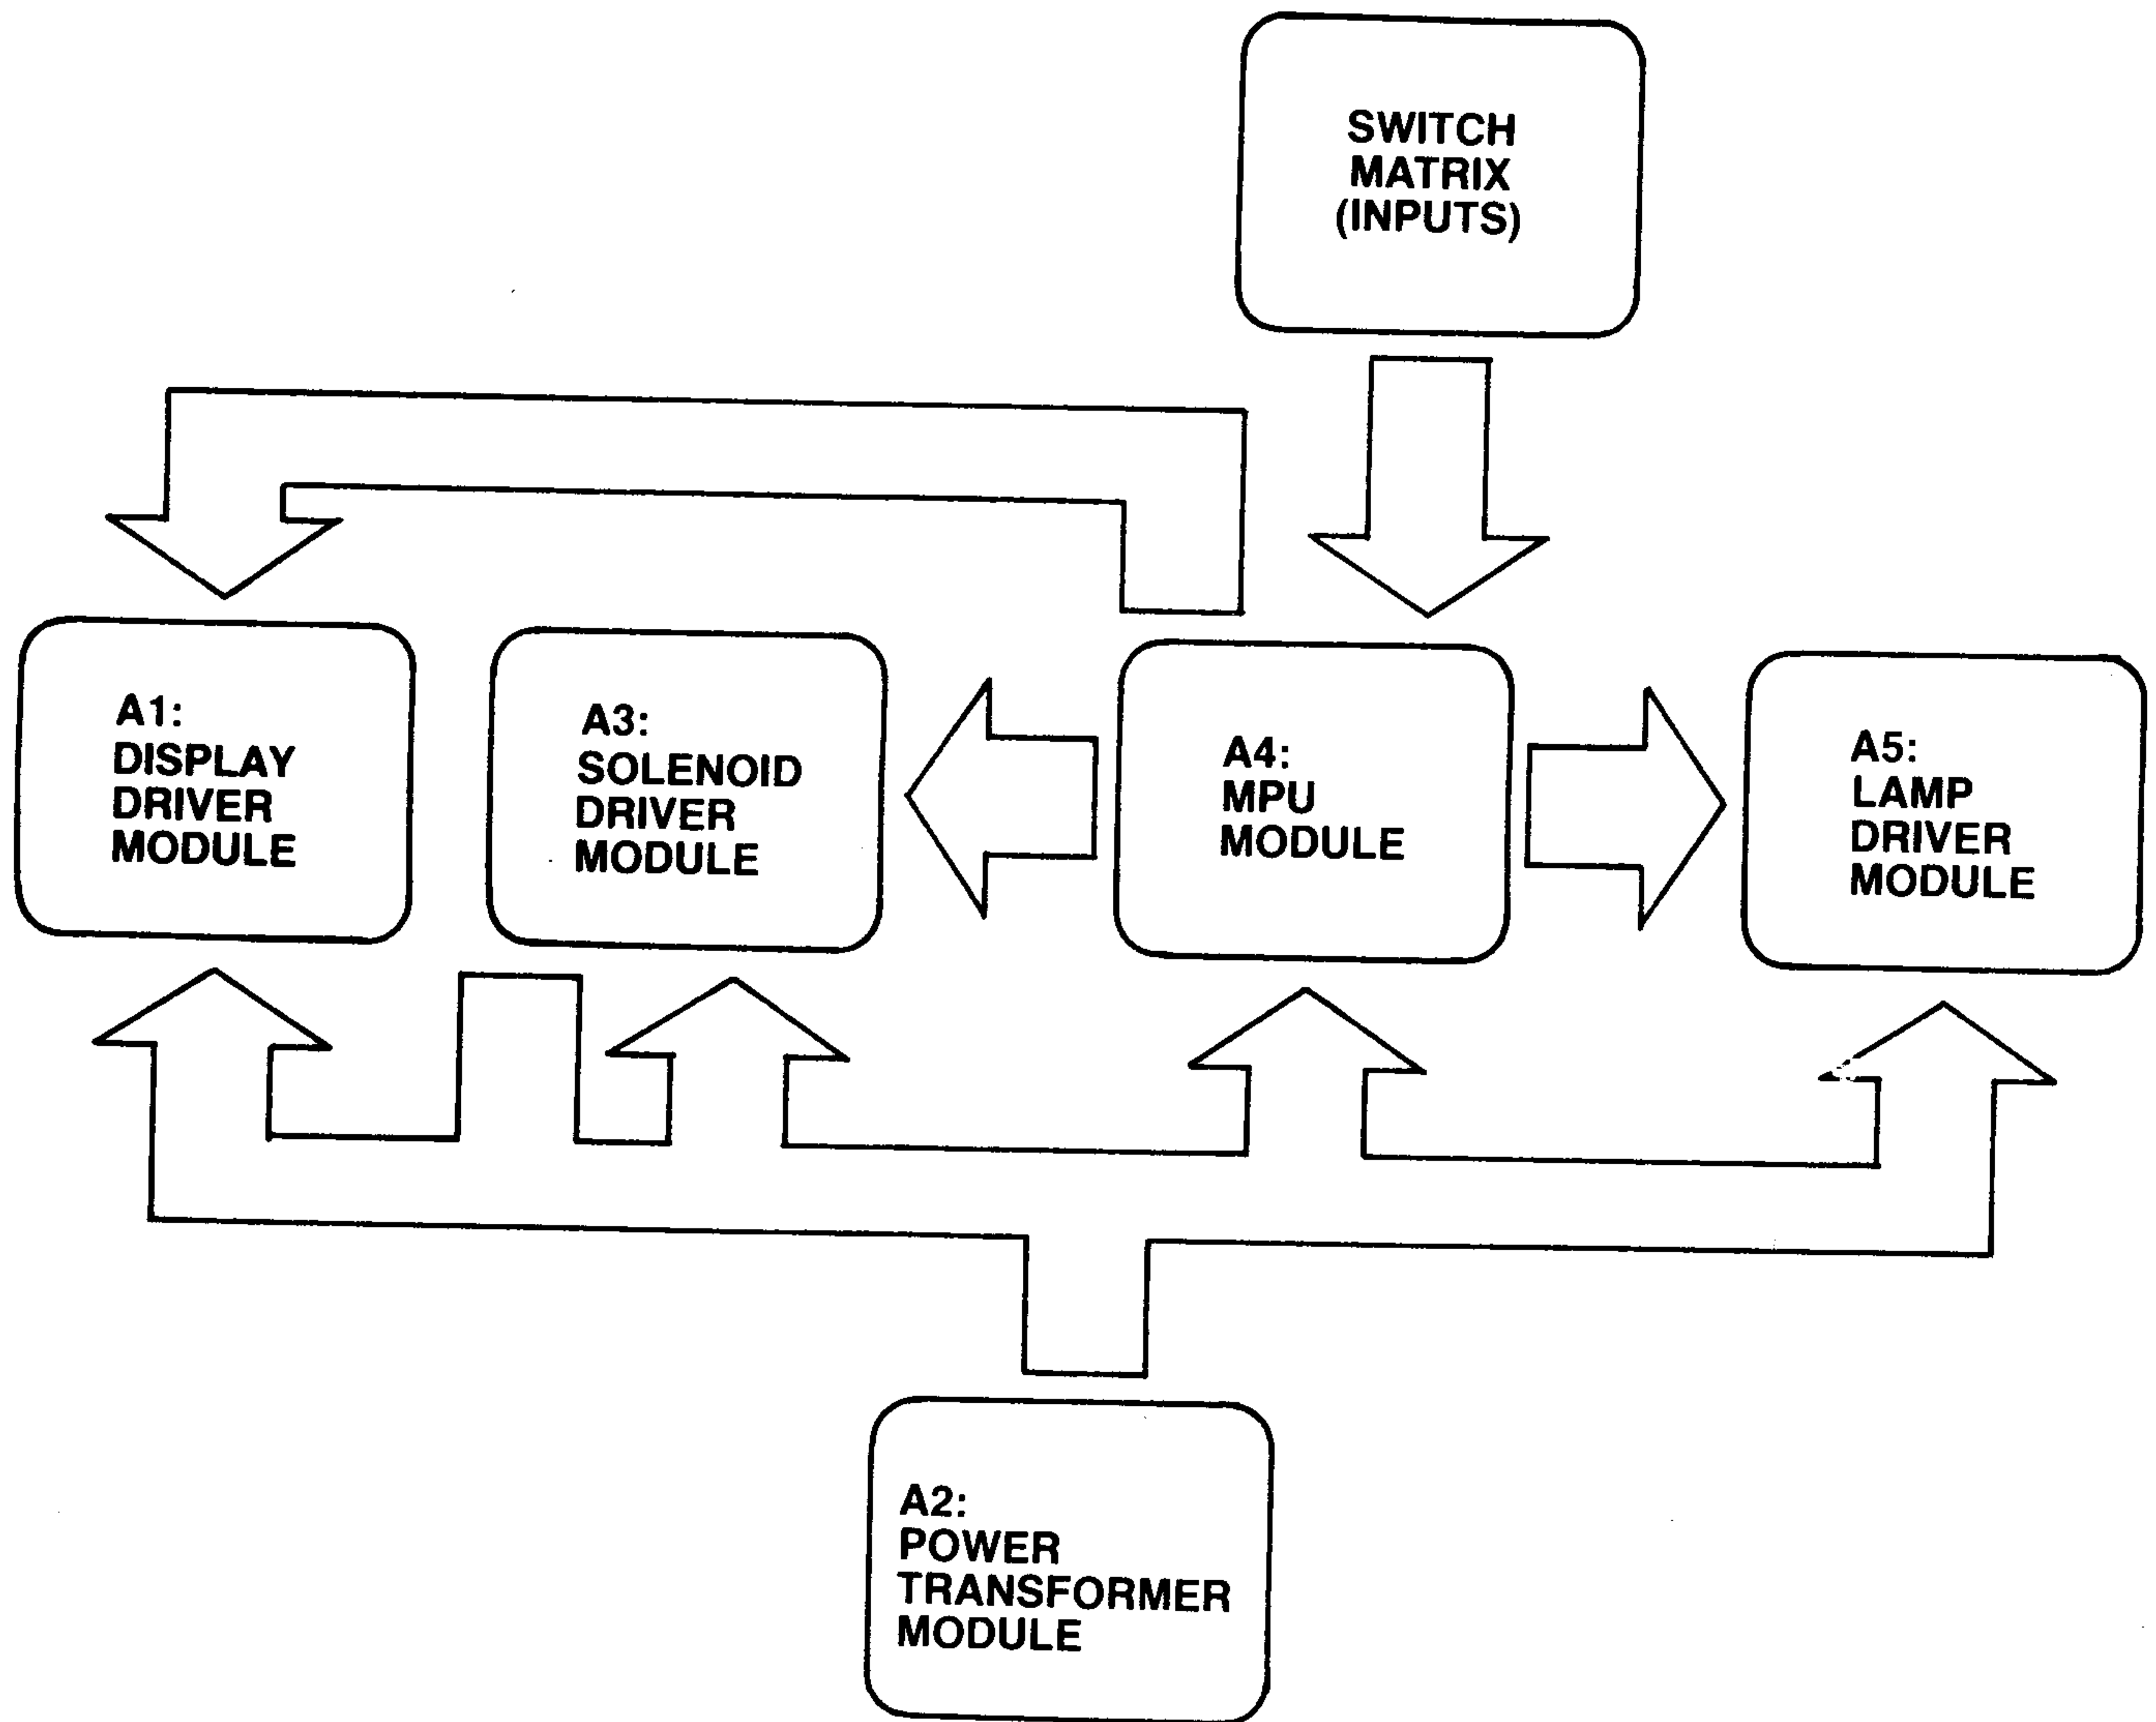 SWITCH
MATRIX
(INPUTS)
A1:
DISPLAY
DRIVER
MODULE
A3:
SOLENOID
DRIVER
MODULE
A4:
MPU
MODULE
A5:
LAMP
DRIVER
MODULE
A2:
POWER
TRANSFORMER
MODULE